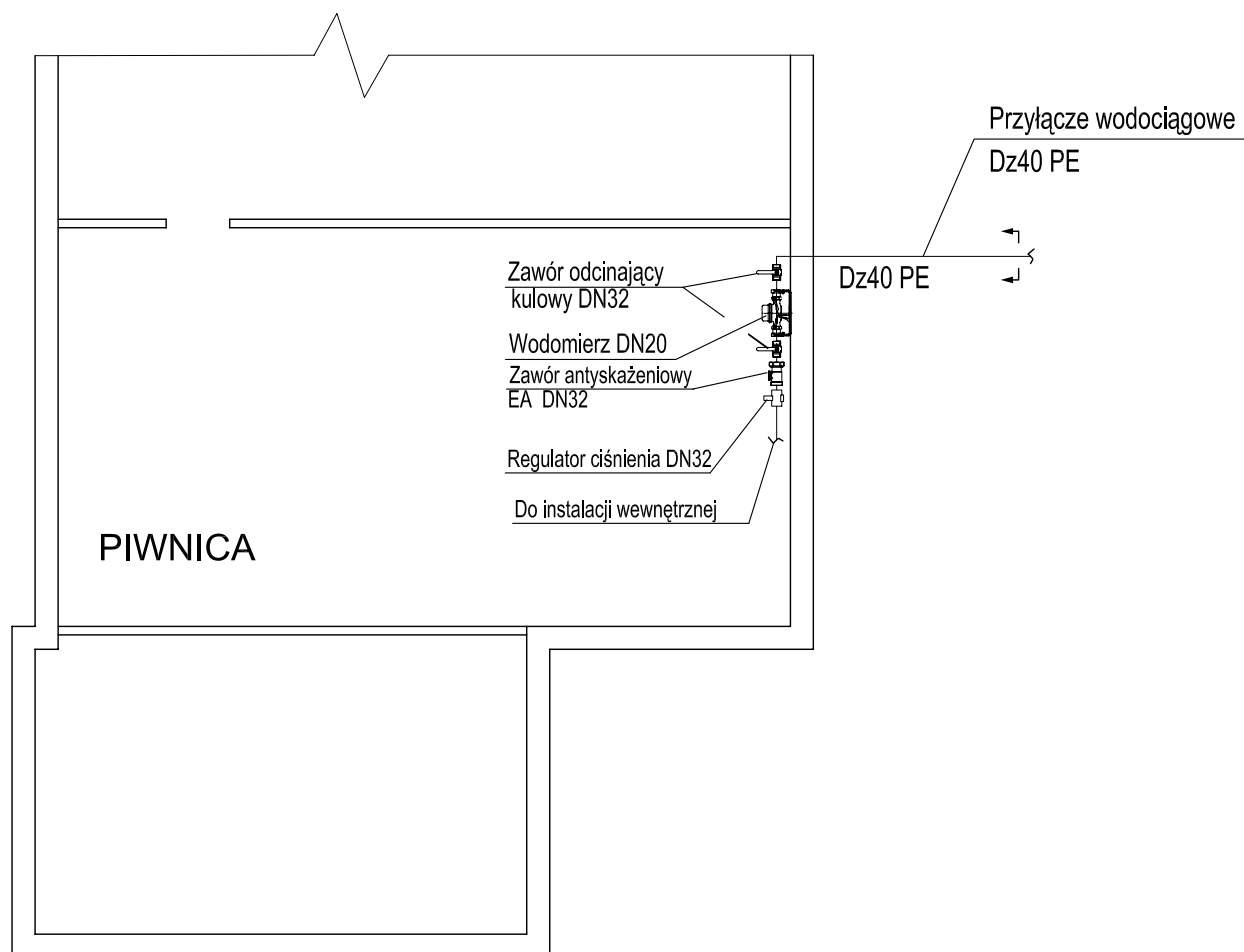 Przyłącze wodociągowe
Dz40 PE
Dz40 PE
Zawór odcinający
kulowy DN32
Wodomierz DN20
Zawór antyskażeniowy
EA DN32
Regulator ciśnienia DN32
Do instalacji wewnętrznej
PIWNICA